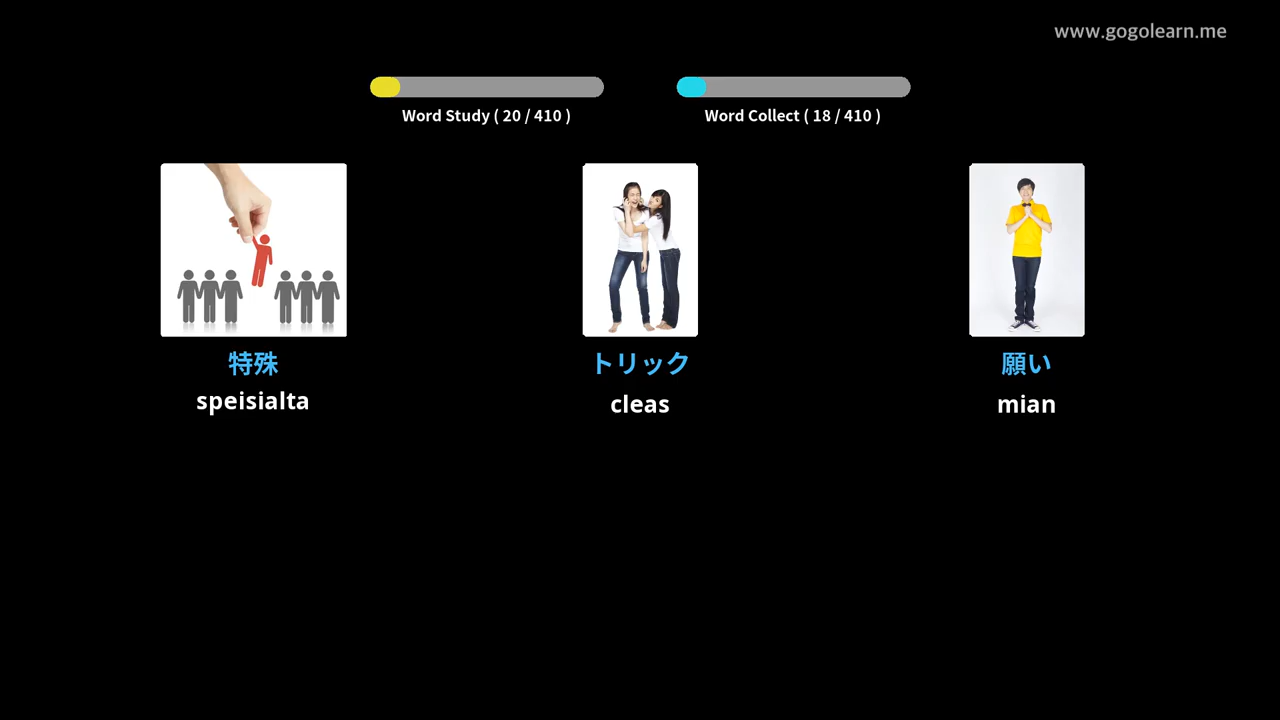 www.gogolearn.me
Word Study ( 20 / 410 )
Word Collect ( 18 / 410 )
特殊
speisialta
トリック
cleas
願い
mian